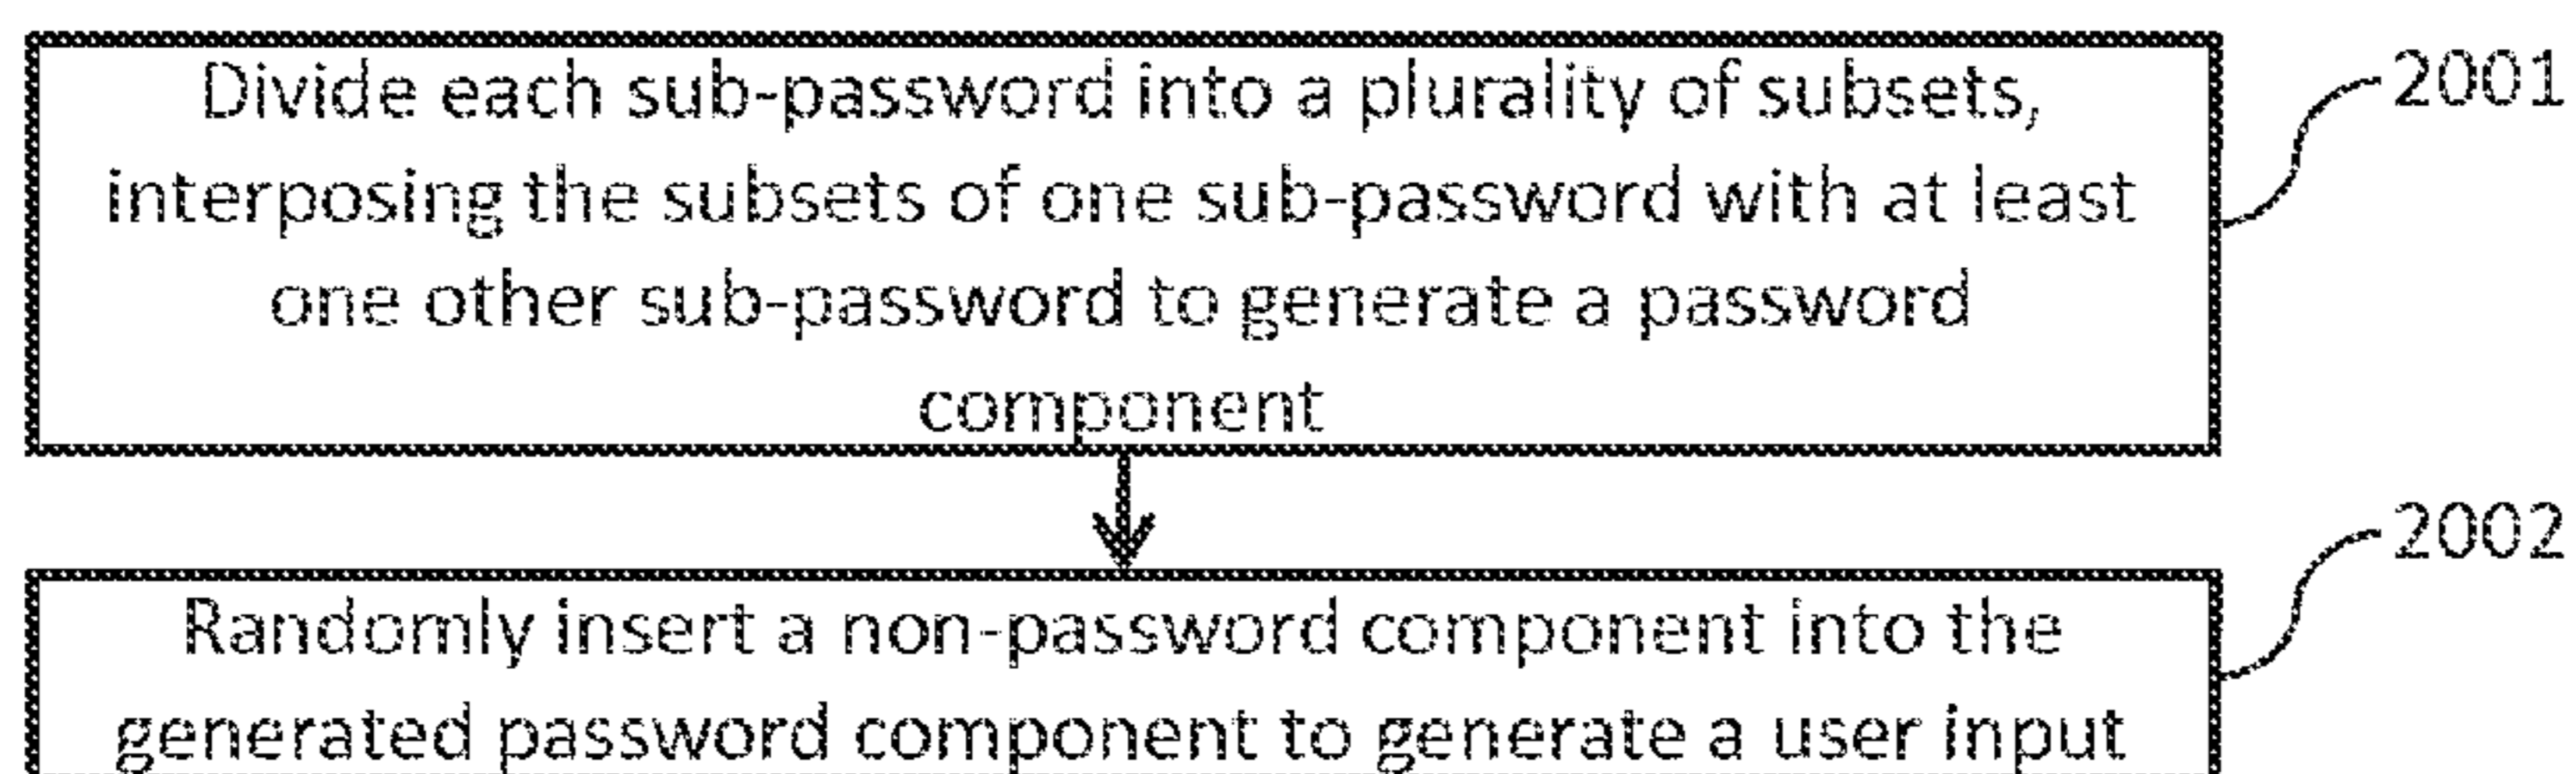 Divide each sub-password into a plurality of subsets,
interposing the subsets of one sub-password with at least
one other sub-password to generate a password
component
2001
Randomly insert a non-password component into the
generated password component to generate a user input
2002